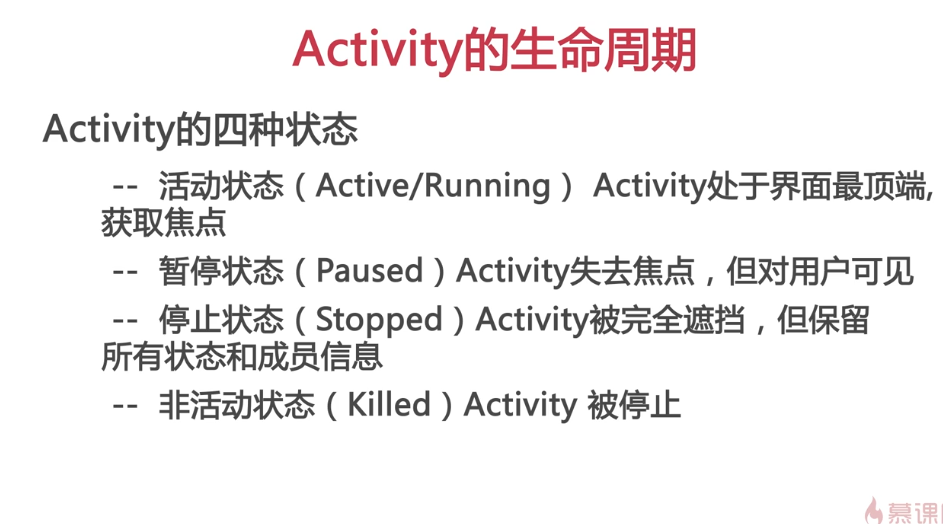 Activity的生命周期
Activity的四种状态
-- 活动状态（Active/Running） Activity处于界面最顶端,
获取焦点
-- 暂停状态（Paused）Activity失去焦点，但对用户可见
-- 停止状态（Stopped）Activity被完全遮挡，但保留
所有状态和成员信息
-- 非活动状态（Killed）Activity 被停止
慕课